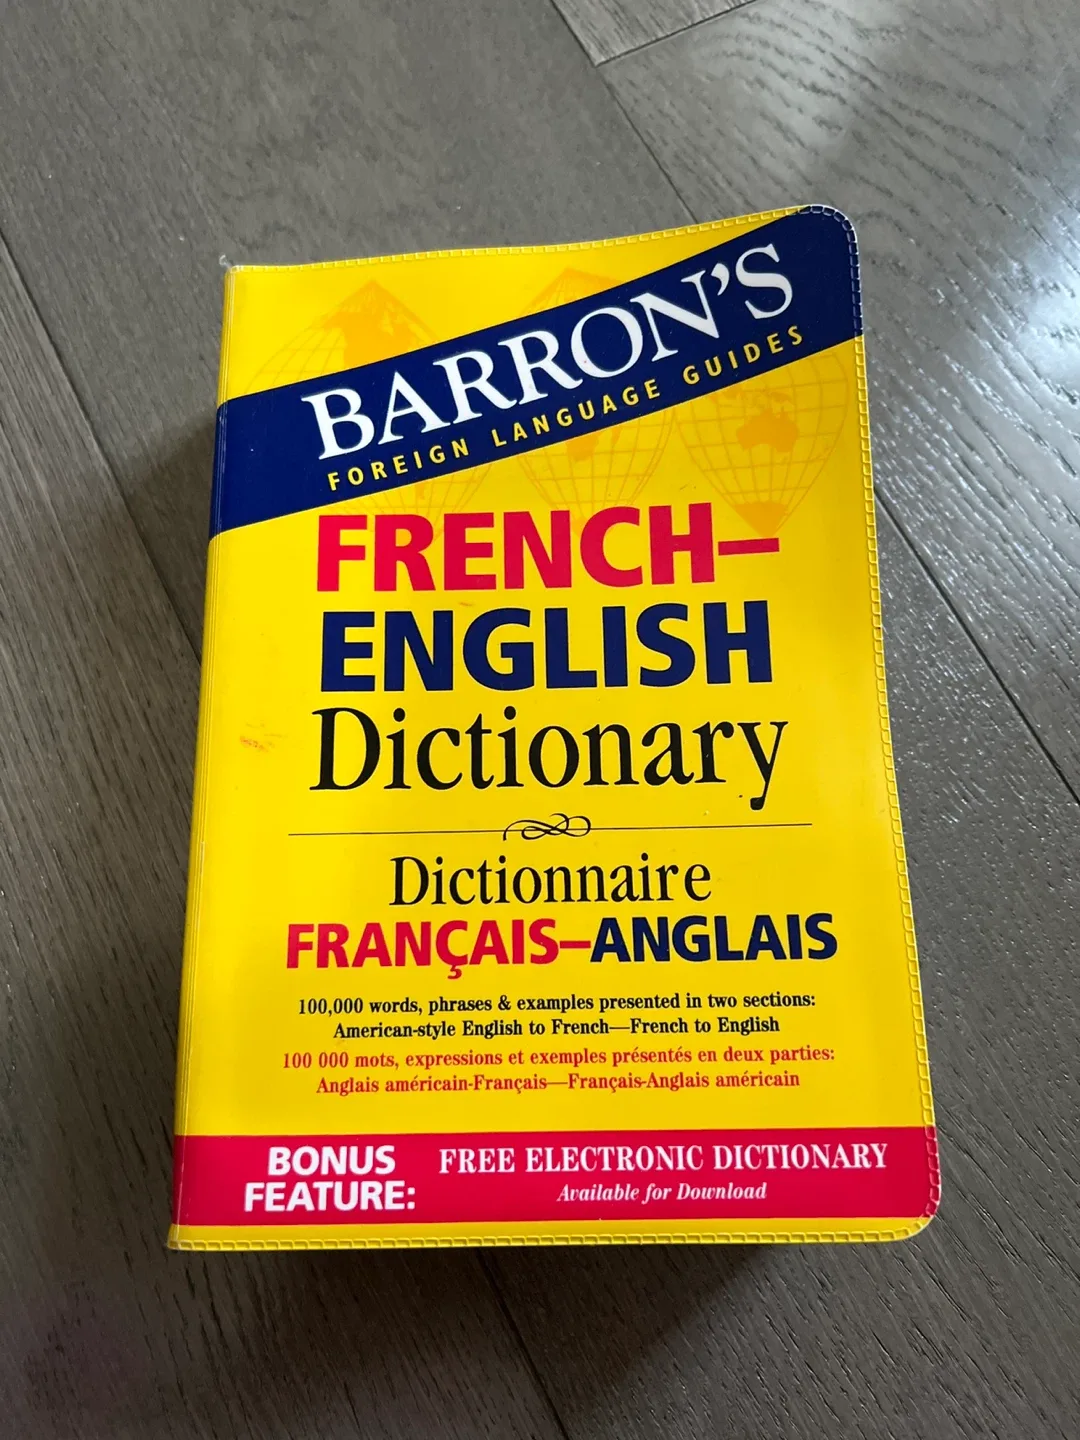 BARRON'S
FOREIGN LANGUAGE GUIDES
FRENCH–
ENGLISH
Dictionary
Dictionnaire
FRANÇAIS–ANGLAIS
100,000 words, phrases & examples presented in two sections:
American-style English to French—French to English
100 000 mots, expressions et exemples présentés en deux parties:
Anglais américain-Français—Français-Anglais américain
BONUS
FEATURE:
FREE ELECTRONIC DICTIONARY
Available for Download